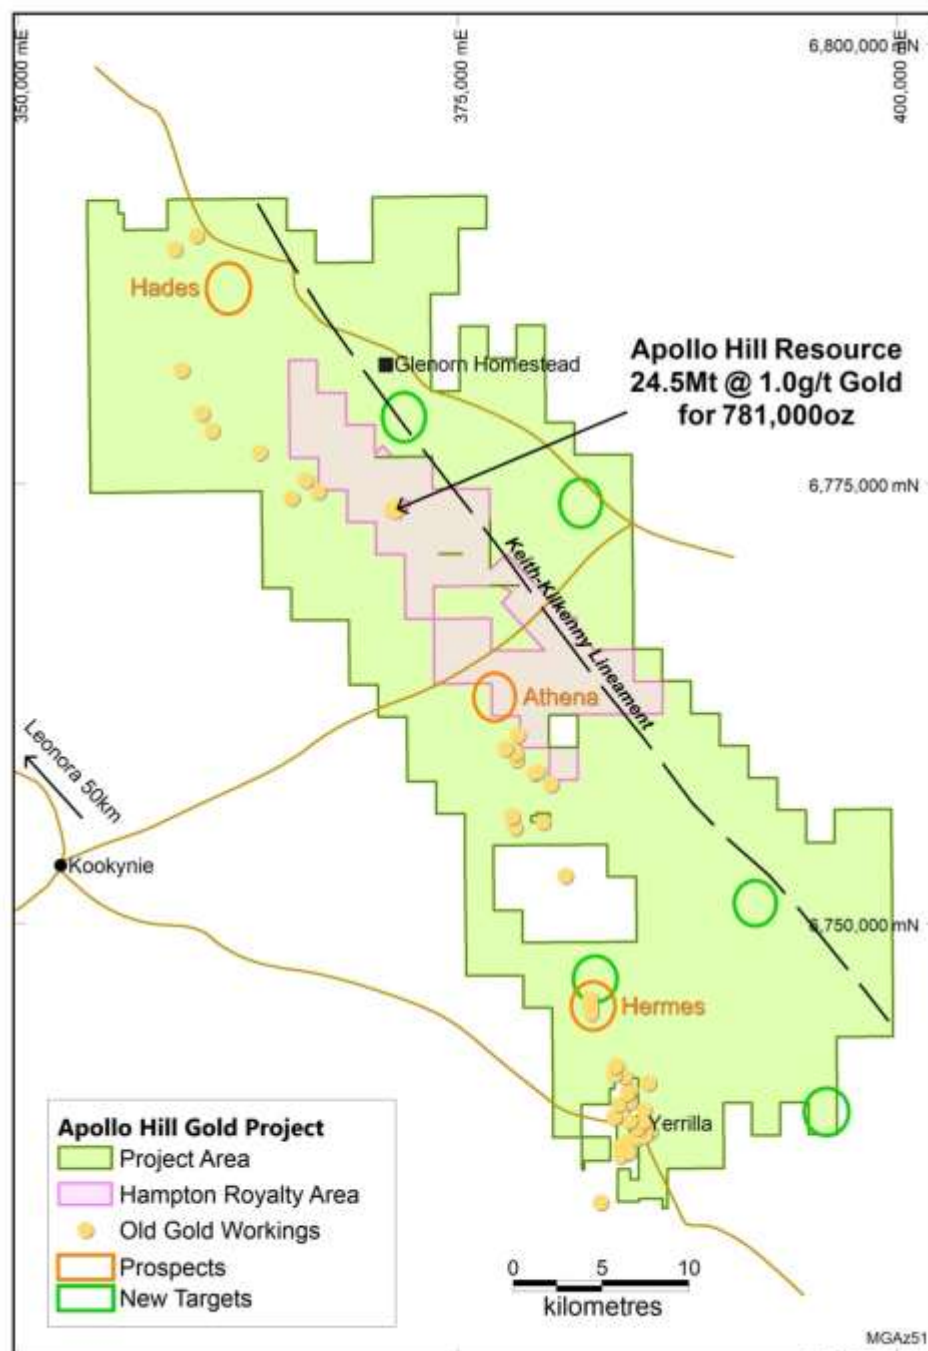 350,000 mE
375,000 mE
400,000 mE
6,800,000 mN
Hades
Glenorn Homestead
Apollo Hill Resource
24.5Mt @ 1.0g/t Gold
for 781,000oz
6,775,000 mN
Keith-Kilkenny Lineament
Athena
Leonora 50km
Kookynie
6,750,000 mN
Hermes
Yerrilla
Apollo Hill Gold Project
Project Area
Hampton Royalty Area
Old Gold Workings
Prospects
New Targets
0 5 10
kilometres
MGAz51